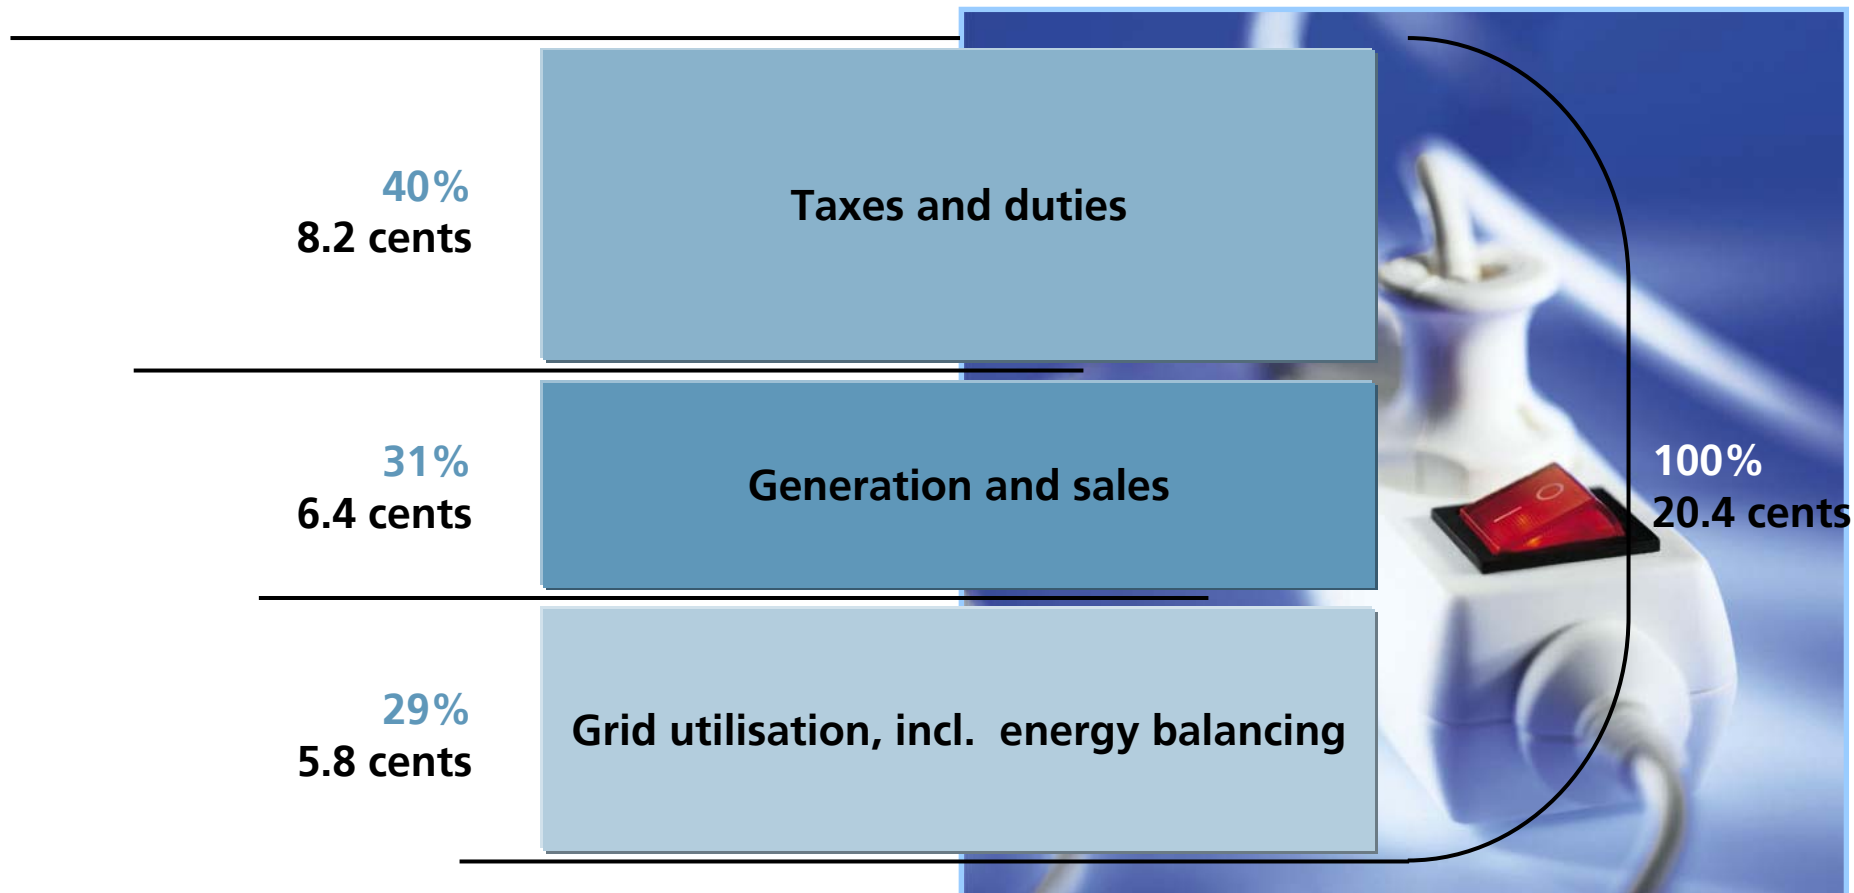 40%
8.2 cents
Taxes and duties
31%
6.4 cents
Generation and sales
100%
20.4 cents
29%
5.8 cents
Grid utilisation, incl. energy balancing